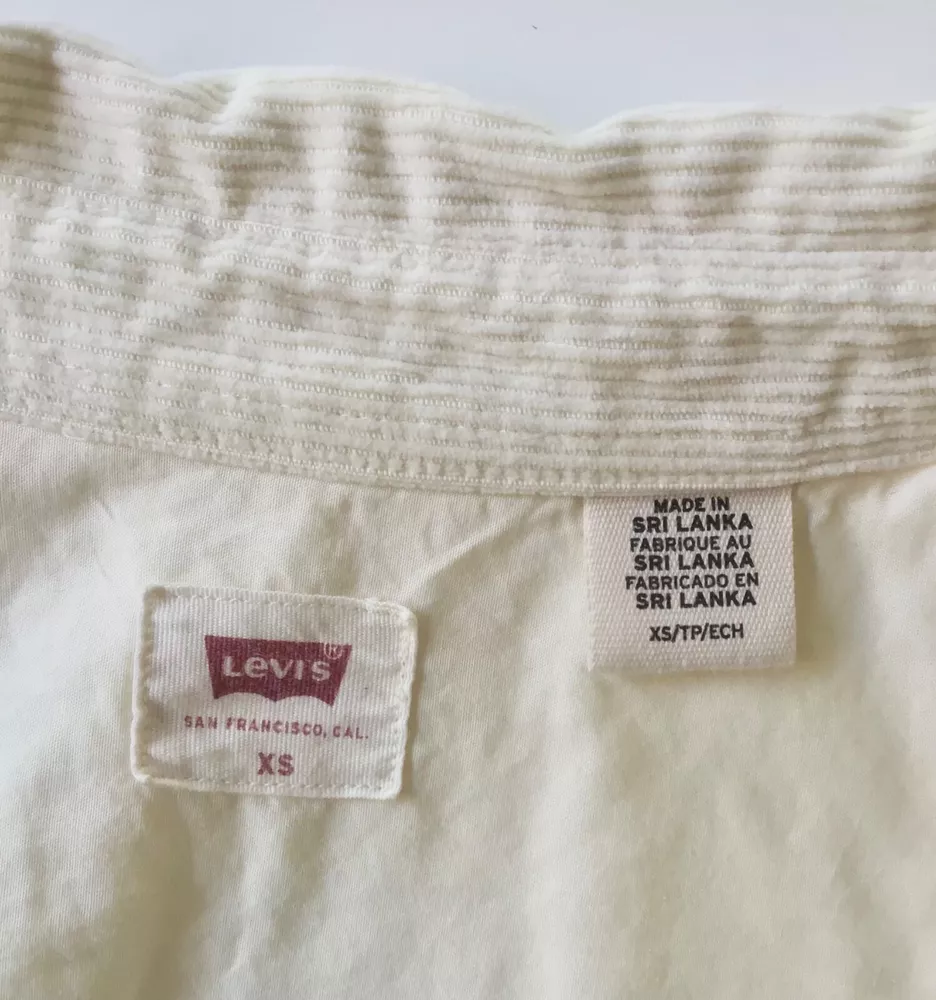 MADE IN
SRI LANKA
FABRIQUE AU
SRI LANKA
FABRICADO EN
SRI LANKA
XS/TP/ECH
LEVI'S®
SAN FRANCISCO, CAL.
XS